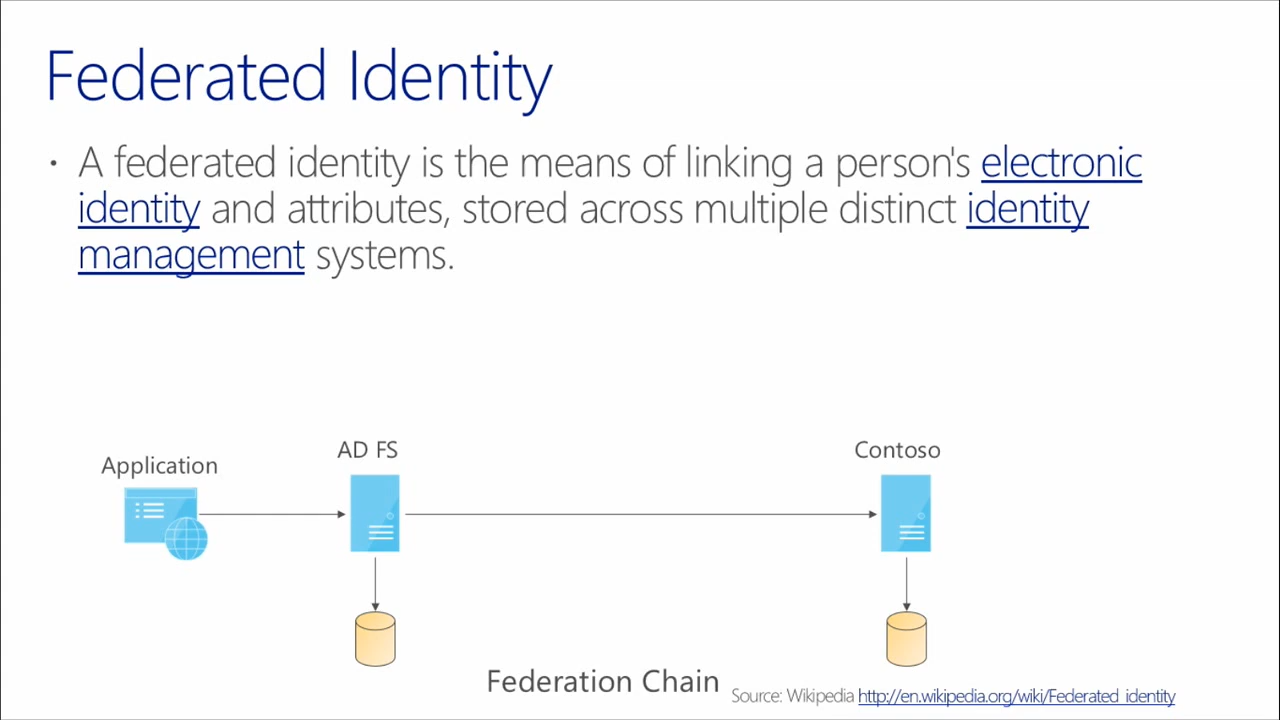 Federated Identity
• A federated identity is the means of linking a person's electronic
identity and attributes, stored across multiple distinct identity
management systems.
Application
AD FS
Contoso
Federation Chain
Source: Wikipedia http://en.wikipedia.org/wiki/Federated_identity